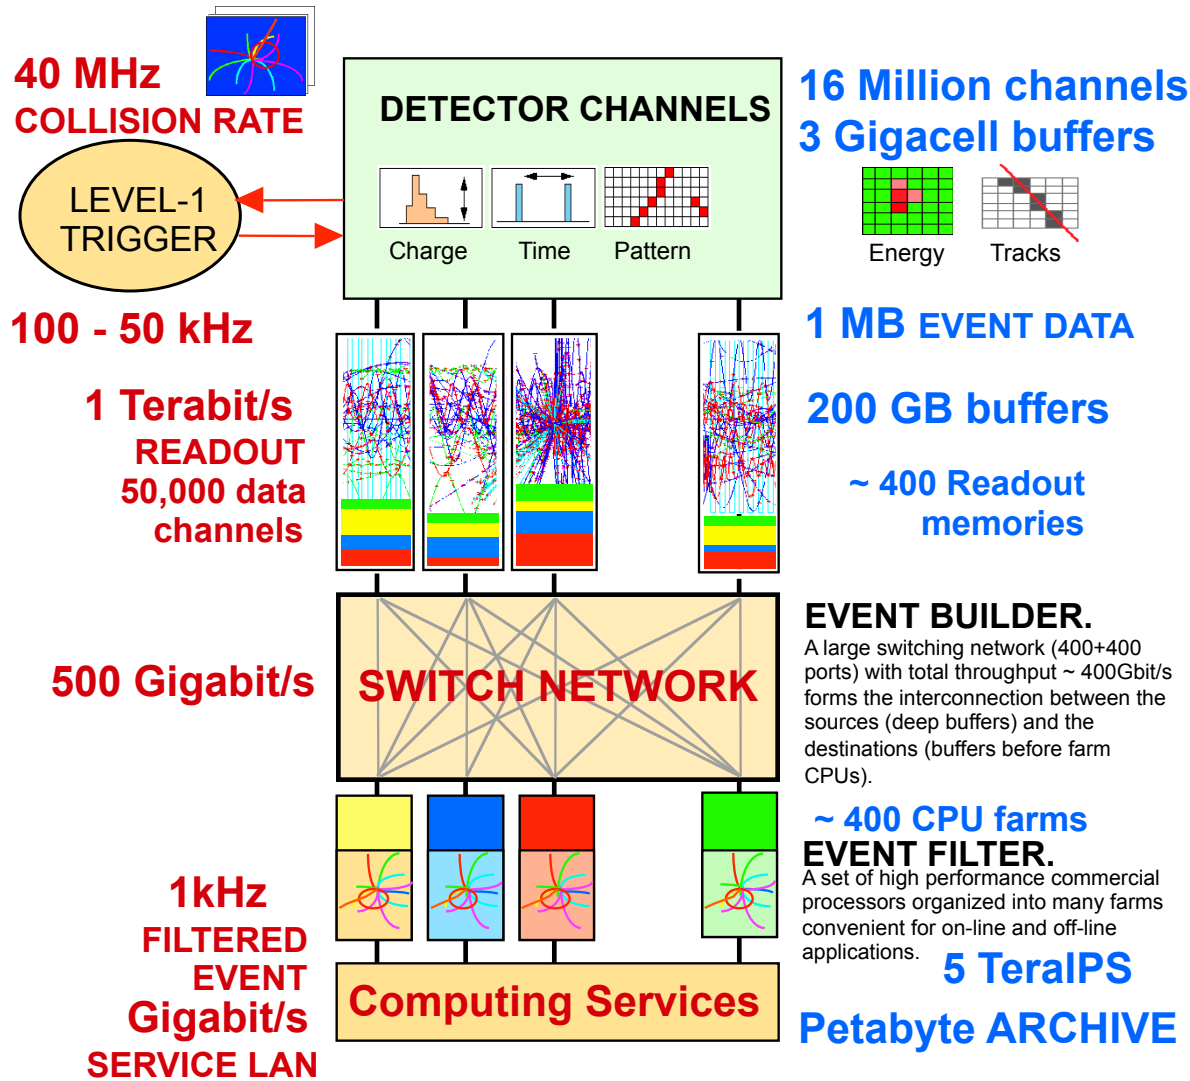 40 MHz
COLLISION RATE
LEVEL-1
TRIGGER
DETECTOR CHANNELS
Charge
Time
Pattern
16 Million channels
3 Gigacell buffers
Energy
Tracks
100 - 50 kHz
1 MB EVENT DATA
1 Terabit/s
READOUT
50,000 data
channels
200 GB buffers
~ 400 Readout
memories
500 Gigabit/s
SWITCH NETWORK
EVENT BUILDER.
A large switching network (400+400
ports) with total throughput ~ 400Gbit/s
forms the interconnection between the
sources (deep buffers) and the
destinations (buffers before farm
CPUs).
~ 400 CPU farms
EVENT FILTER.
A set of high performance commercial
processors organized into many farms
convenient for on-line and off-line
applications.
1kHz
FILTERED
EVENT
Gigabit/s
SERVICE LAN
Computing Services
5 TeraIPS
Petabyte ARCHIVE